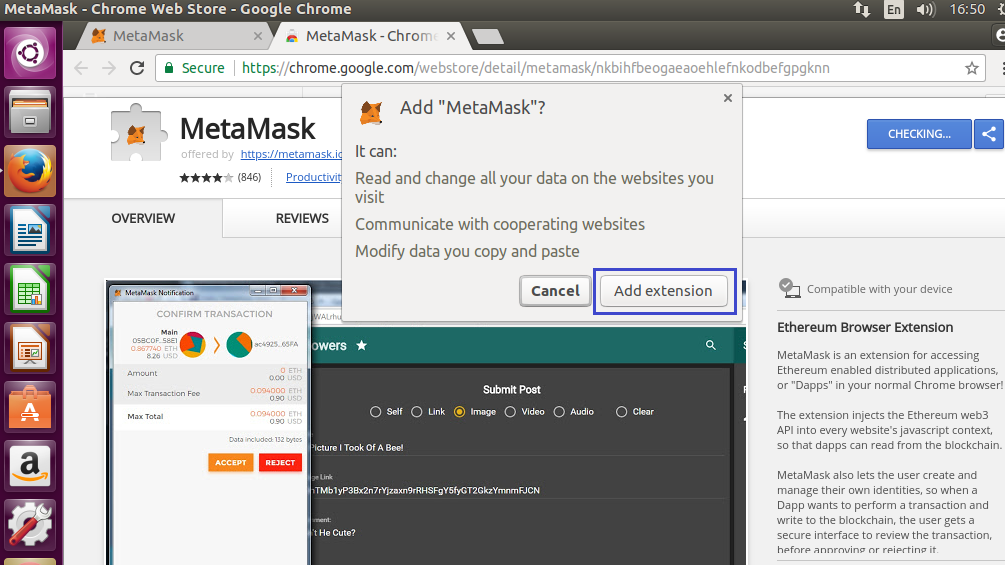 MetaMask - Chrome Web Store - Google Chrome
En
16:50
MetaMask
MetaMask - Chrome
Secure
https://chrome.google.com/webstore/detail/metamask/nkbihfbeogaeaoehlefnkodbefgpgknn
Add "MetaMask"?
It can:
Read and change all your data on the websites you
visit
Communicate with cooperating websites
Modify data you copy and paste
Cancel
Add extension
MetaMask
offered by https://metamask.io
(846)
Productivity
CHECKING...
OVERVIEW
REVIEWS
Compatible with your device
MetaMask Notification
CONFIRM TRANSACTION
Main
05BC0F...58E1
0.867740 ETH
8.26 USD
ac4925...65FA
Amount
0 ETH
0.00 USD
Max Transaction Fee
0.094000 ETH
0.90 USD
Max Total
0.094000 ETH
0.90 USD
Data included: 132 bytes
ACCEPT
REJECT
lowers
Submit Post
Self
Link
Image
Video
Audio
Clear
Picture I Took Of A Bee!
ge Link
nTMb1yP3Bx2n7rYjzaxn9rRHSFgY5fyGT2GkzYmnmFJCN
nment:
n't He Cute?
Ethereum Browser Extension
MetaMask is an extension for accessing
Ethereum enabled distributed applications,
or "Dapps" in your normal Chrome browser!
The extension injects the Ethereum web3
API into every website's javascript context,
so that dapps can read from the blockchain.
MetaMask also lets the user create and
manage their own identities, so when a
Dapp wants to perform a transaction and
write to the blockchain, the user gets a
secure interface to review the transaction,
before approving or rejecting it.